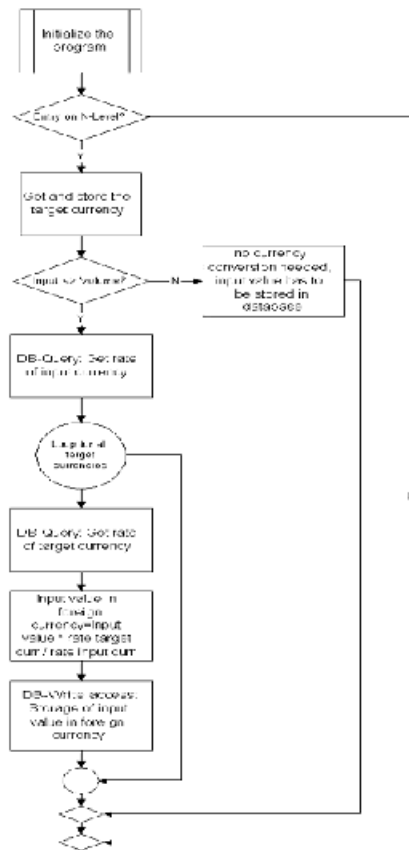 Initialize the
program
Entry on N-Level?
Y
Get and store the
target currency
Input <> 'Volume'?
N
no currency
conversion needed,
input value has to
be stored in
database
Y
DB-Query: Get rate
of input currency
Loop for all
target
currencies
DB-Query: Get rate
of target currency
Input value in
foreign
currency=Input
value * rate target
curr/ rate input curr
DB-Write access:
Storage of input
value in foreign
currency